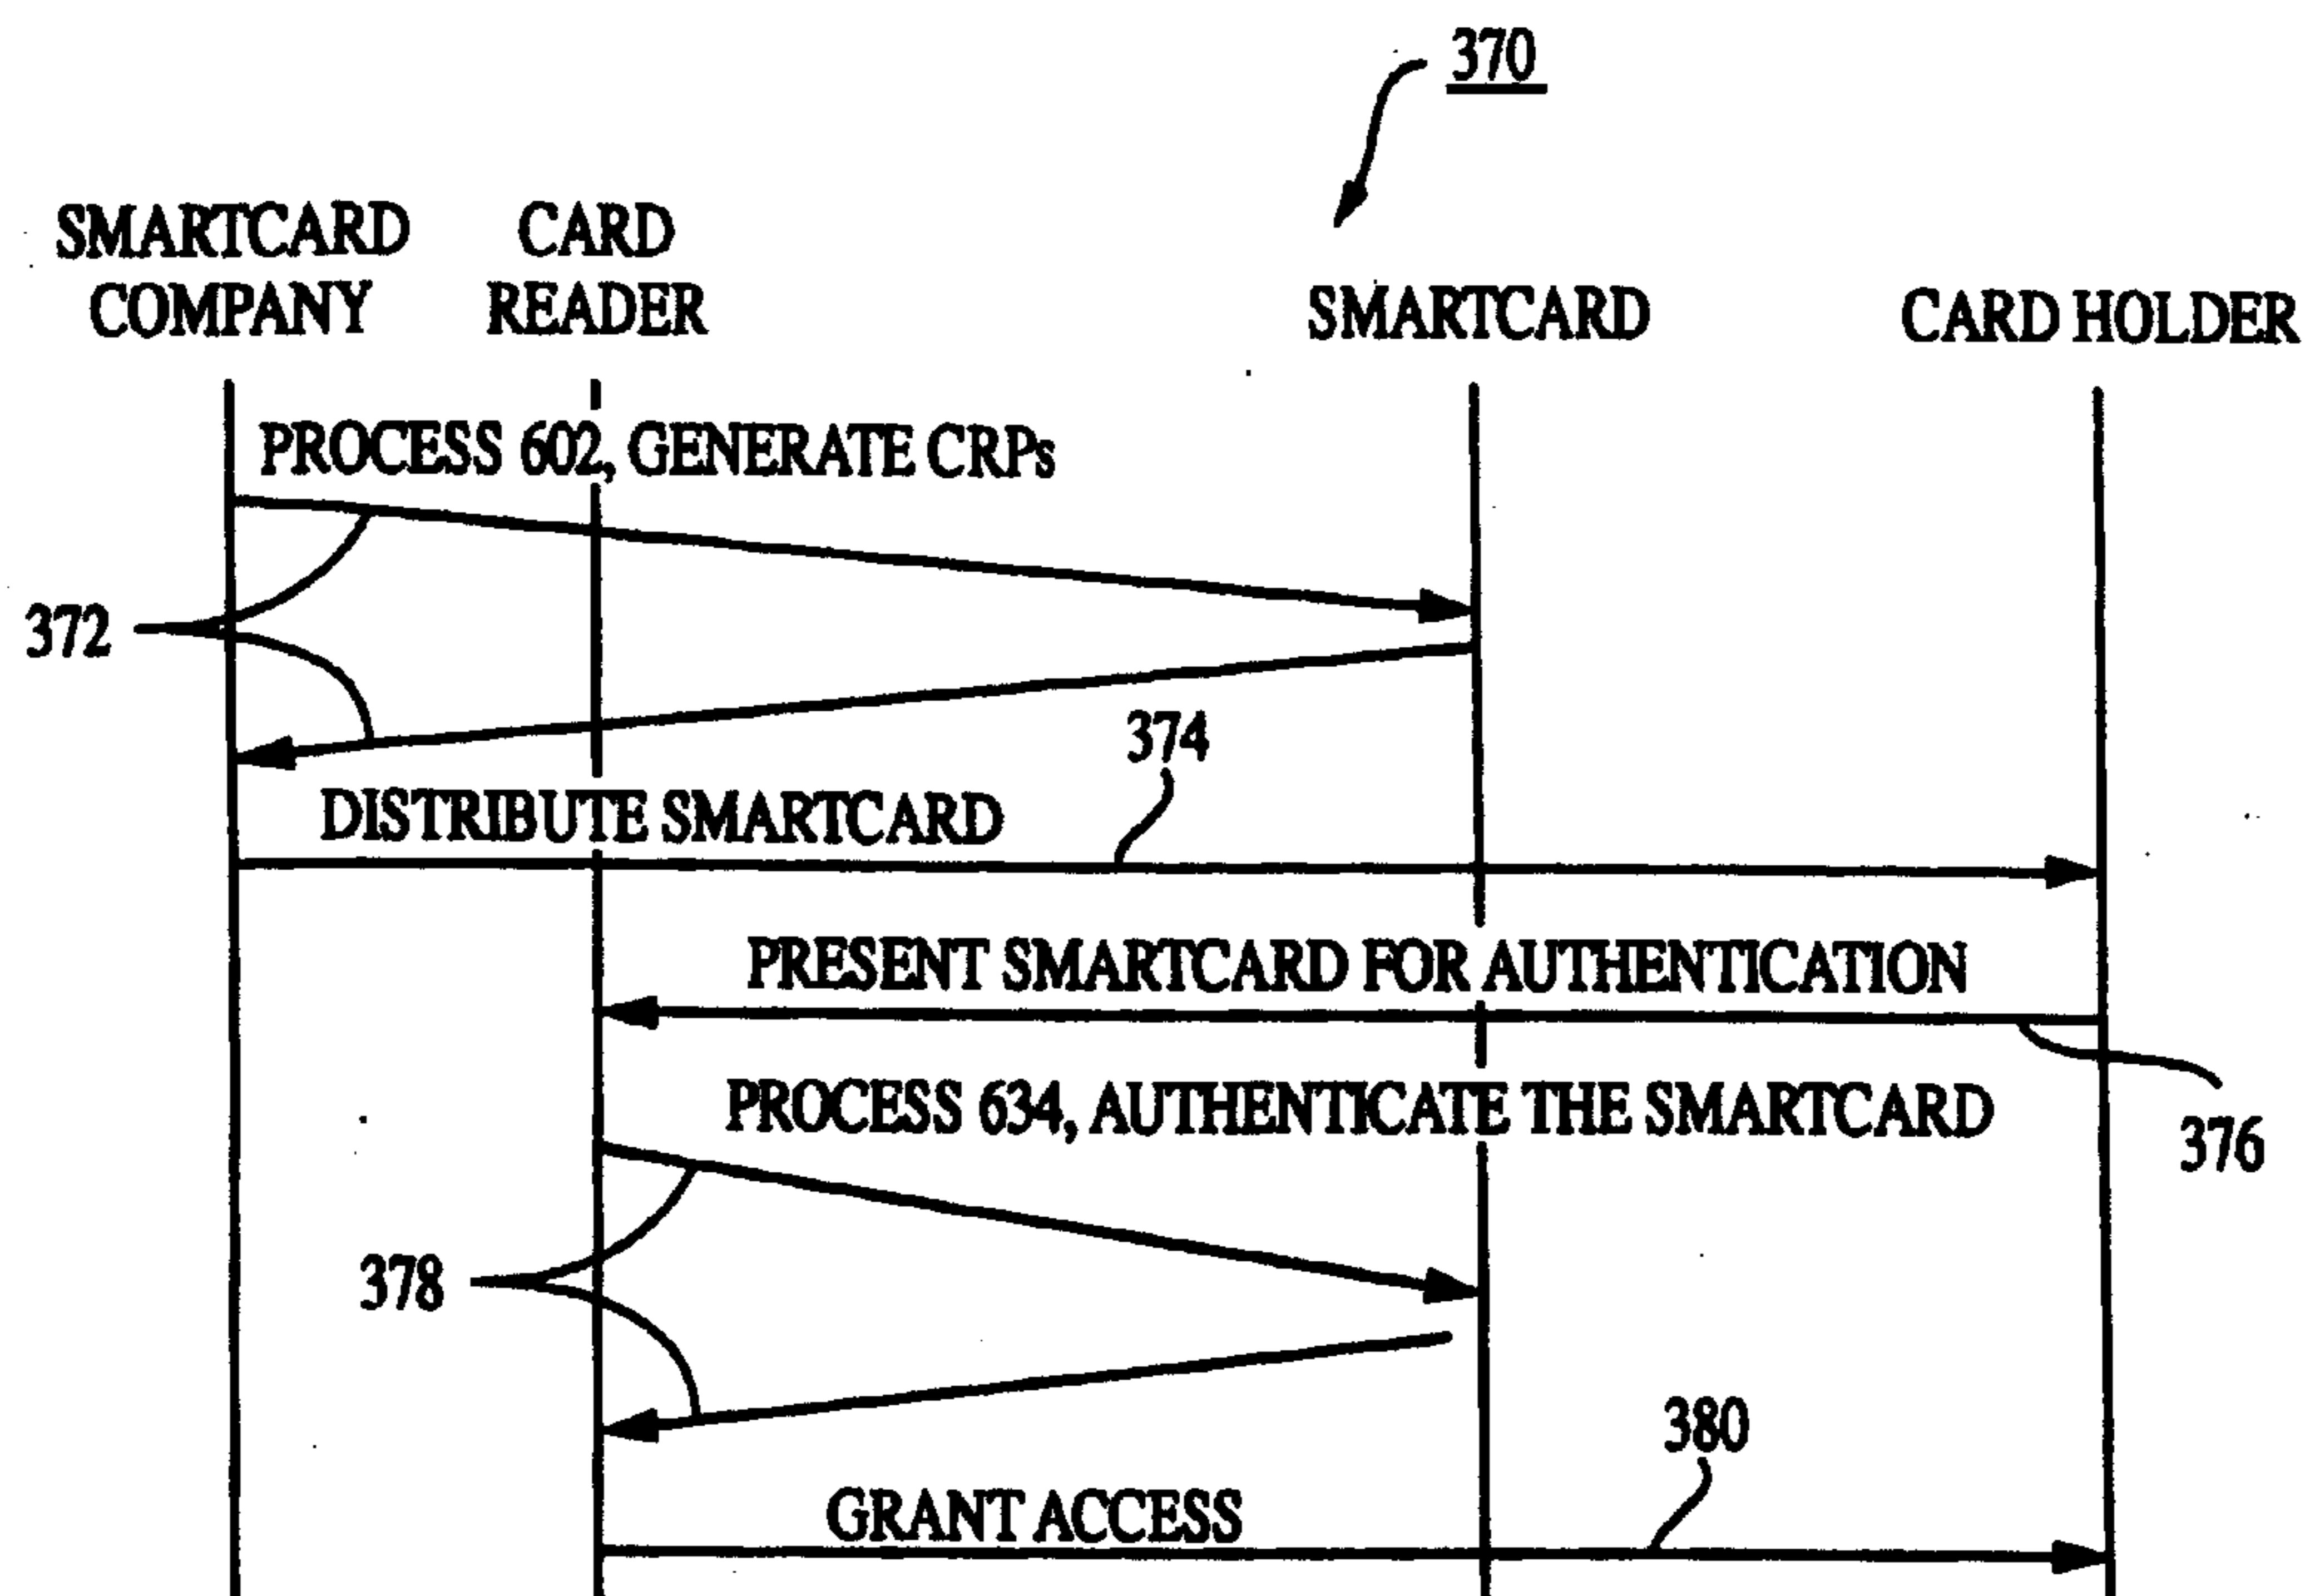 370
SMARTCARD
COMPANY
CARD
READER
SMARTCARD
CARD HOLDER
PROCESS 602, GENERATE CRPs
372
374
DISTRIBUTE SMARTCARD
PRESENT SMARTCARD FOR AUTHENTICATION
PROCESS 634, AUTHENTICATE THE SMARTCARD
376
378
380
GRANT ACCESS